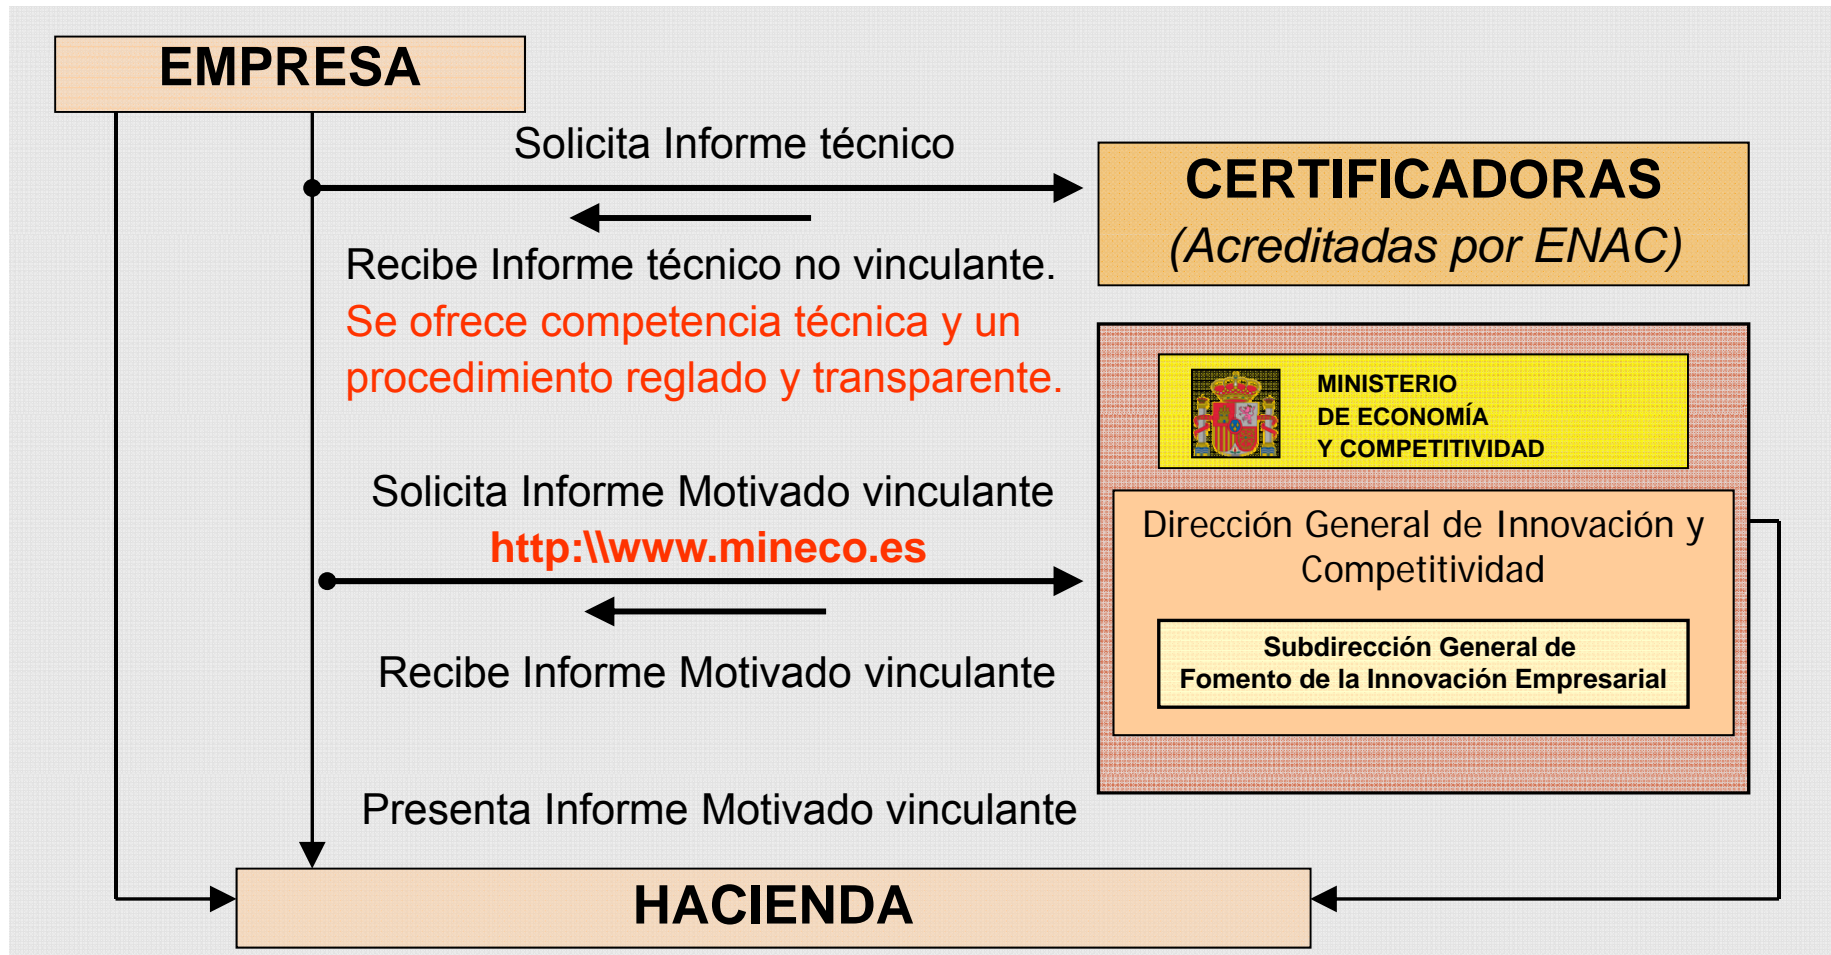 EMPRESA
Solicita Informe técnico
CERTIFICADORAS
(Acreditadas por ENAC)
Recibe Informe técnico no vinculante.
Se ofrece competencia técnica y un
procedimiento reglado y transparente.
MINISTERIO
DE ECONOMÍA
Y COMPETITIVIDAD
Solicita Informe Motivado vinculante
http:\\www.mineco.es
Dirección General de Innovación y
Competitividad
Subdirección General de
Fomento de la Innovación Empresarial
Recibe Informe Motivado vinculante
Presenta Informe Motivado vinculante
HACIENDA